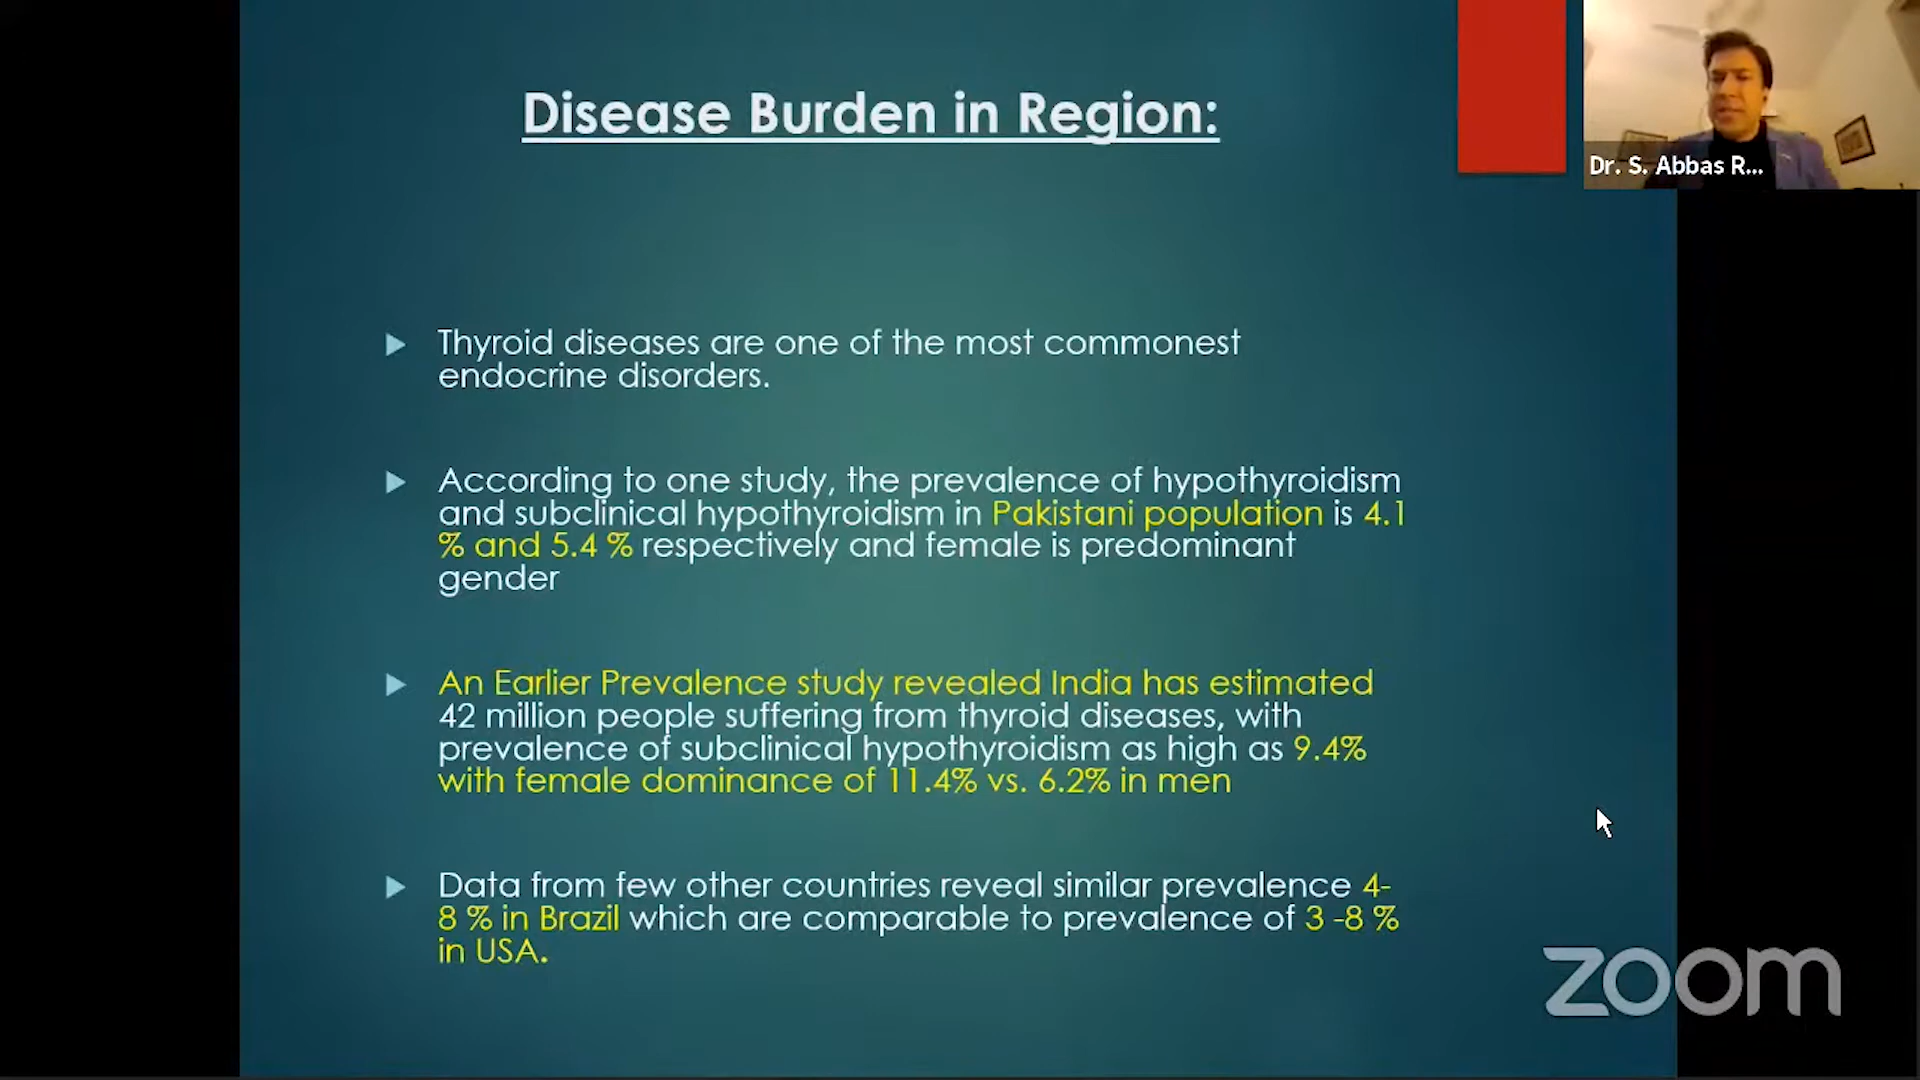 Disease Burden in Region:
Dr. S. Abbas R...
Thyroid diseases are one of the most commonest
endocrine disorders.
According to one study, the prevalence of hypothyroidism
and subclinical hypothyroidism in Pakistani population is 4.1
% and 5.4 % respectively and female is predominant
gender
An Earlier Prevalence study revealed India has estimated
42 million people suffering from thyroid diseases, with
prevalence of subclinical hypothyroidism as high as 9.4%
with female dominance of 11.4% vs. 6.2% in men
Data from few other countries reveal similar prevalence 4-
8 % in Brazil which are comparable to prevalence of 3 -8 %
in USA.
zoom